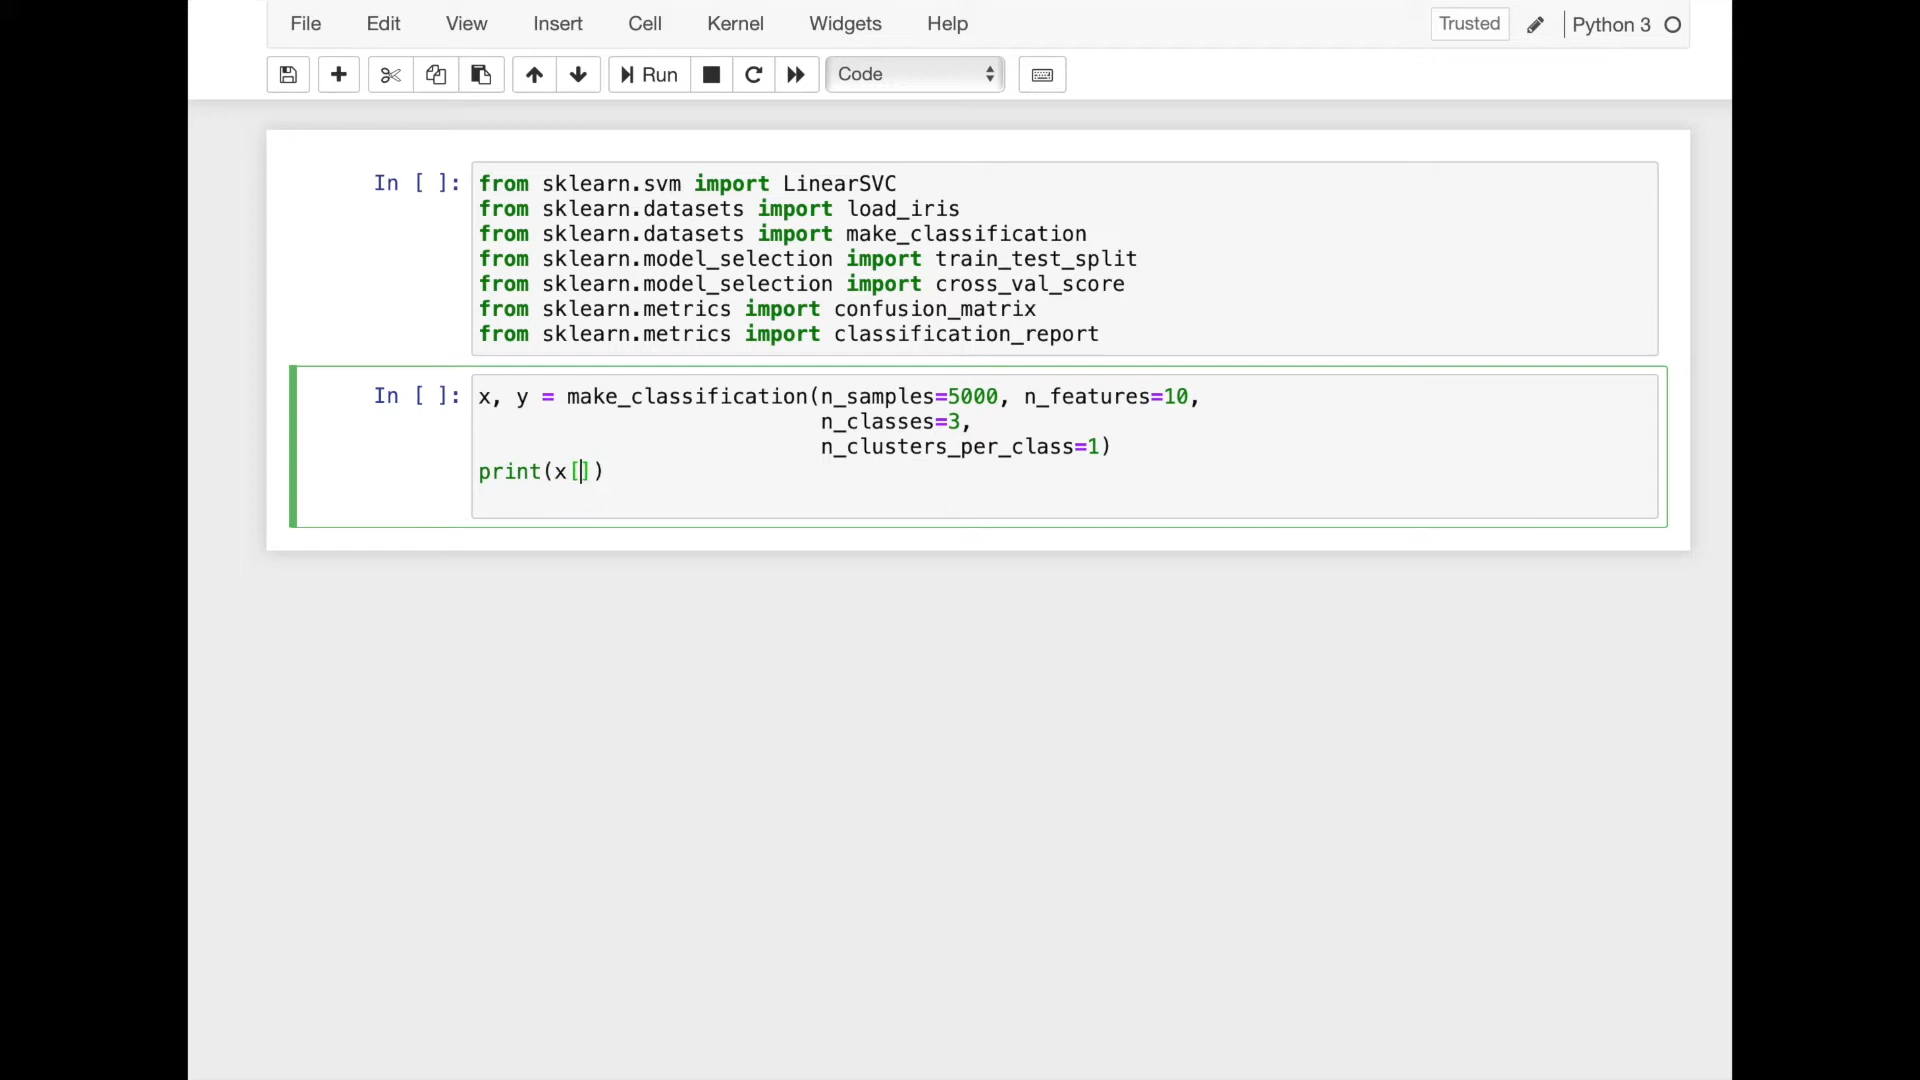 File Edit View Insert Cell Kernel Widgets Help Trusted Python 3
Run Code
In [ ]: from sklearn.svm import LinearSVC
from sklearn.datasets import load_iris
from sklearn.datasets import make_classification
from sklearn.model_selection import train_test_split
from sklearn.model_selection import cross_val_score
from sklearn.metrics import confusion_matrix
from sklearn.metrics import classification_report
In [ ]: x, y = make_classification(n_samples=5000, n_features=10,
n_classes=3,
n_clusters_per_class=1)
print(x[])